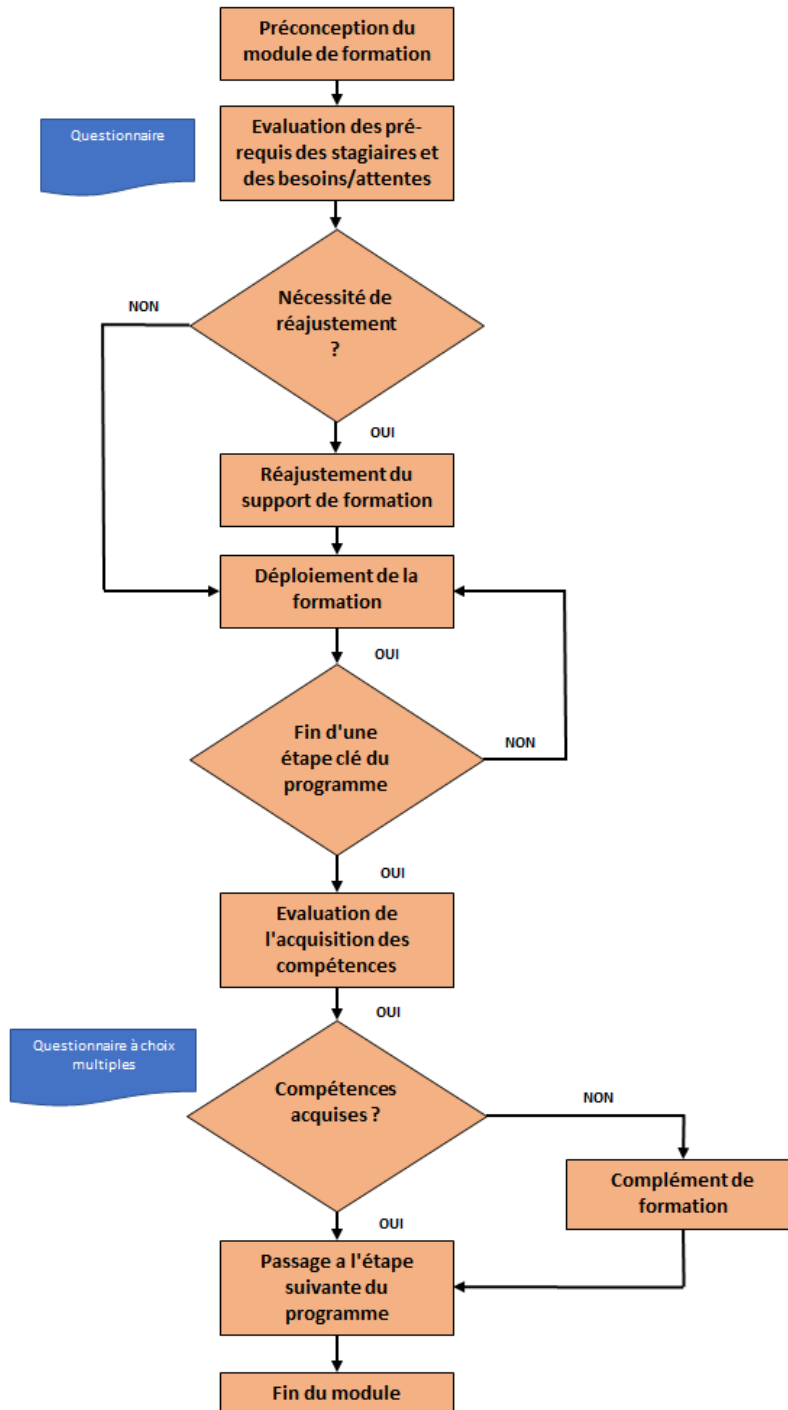 Préconception du
module de formation
Questionnaire
Evaluation des pré-
requis des stagiaires et
des besoins/attentes
NON
Nécessité de
réajustement
?
OUI
Réajustement du
support de formation
Déploiement de la
formation
OUI
Fin d'une
étape clé du
programme
NON
OUI
Evaluation de
l'acquisition des
compétences
OUI
Questionnaire à choix
multiples
Compétences
acquises ?
NON
Complément de
formation
OUI
Passage a l'étape
suivante du
programme
Fin du module